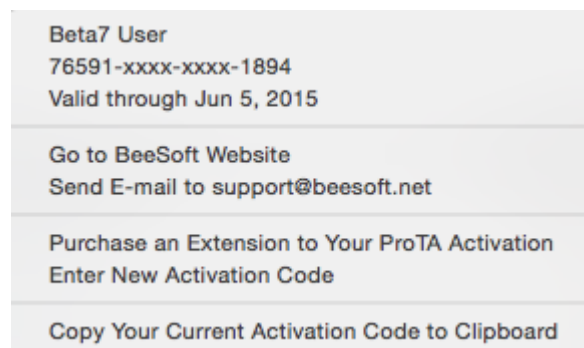 Beta7 User
76591-xxxx-xxxx-1894
Valid through Jun 5, 2015
Go to BeeSoft Website
Send E-mail to support@beesoft.net
Purchase an Extension to Your ProTA Activation
Enter New Activation Code
Copy Your Current Activation Code to Clipboard